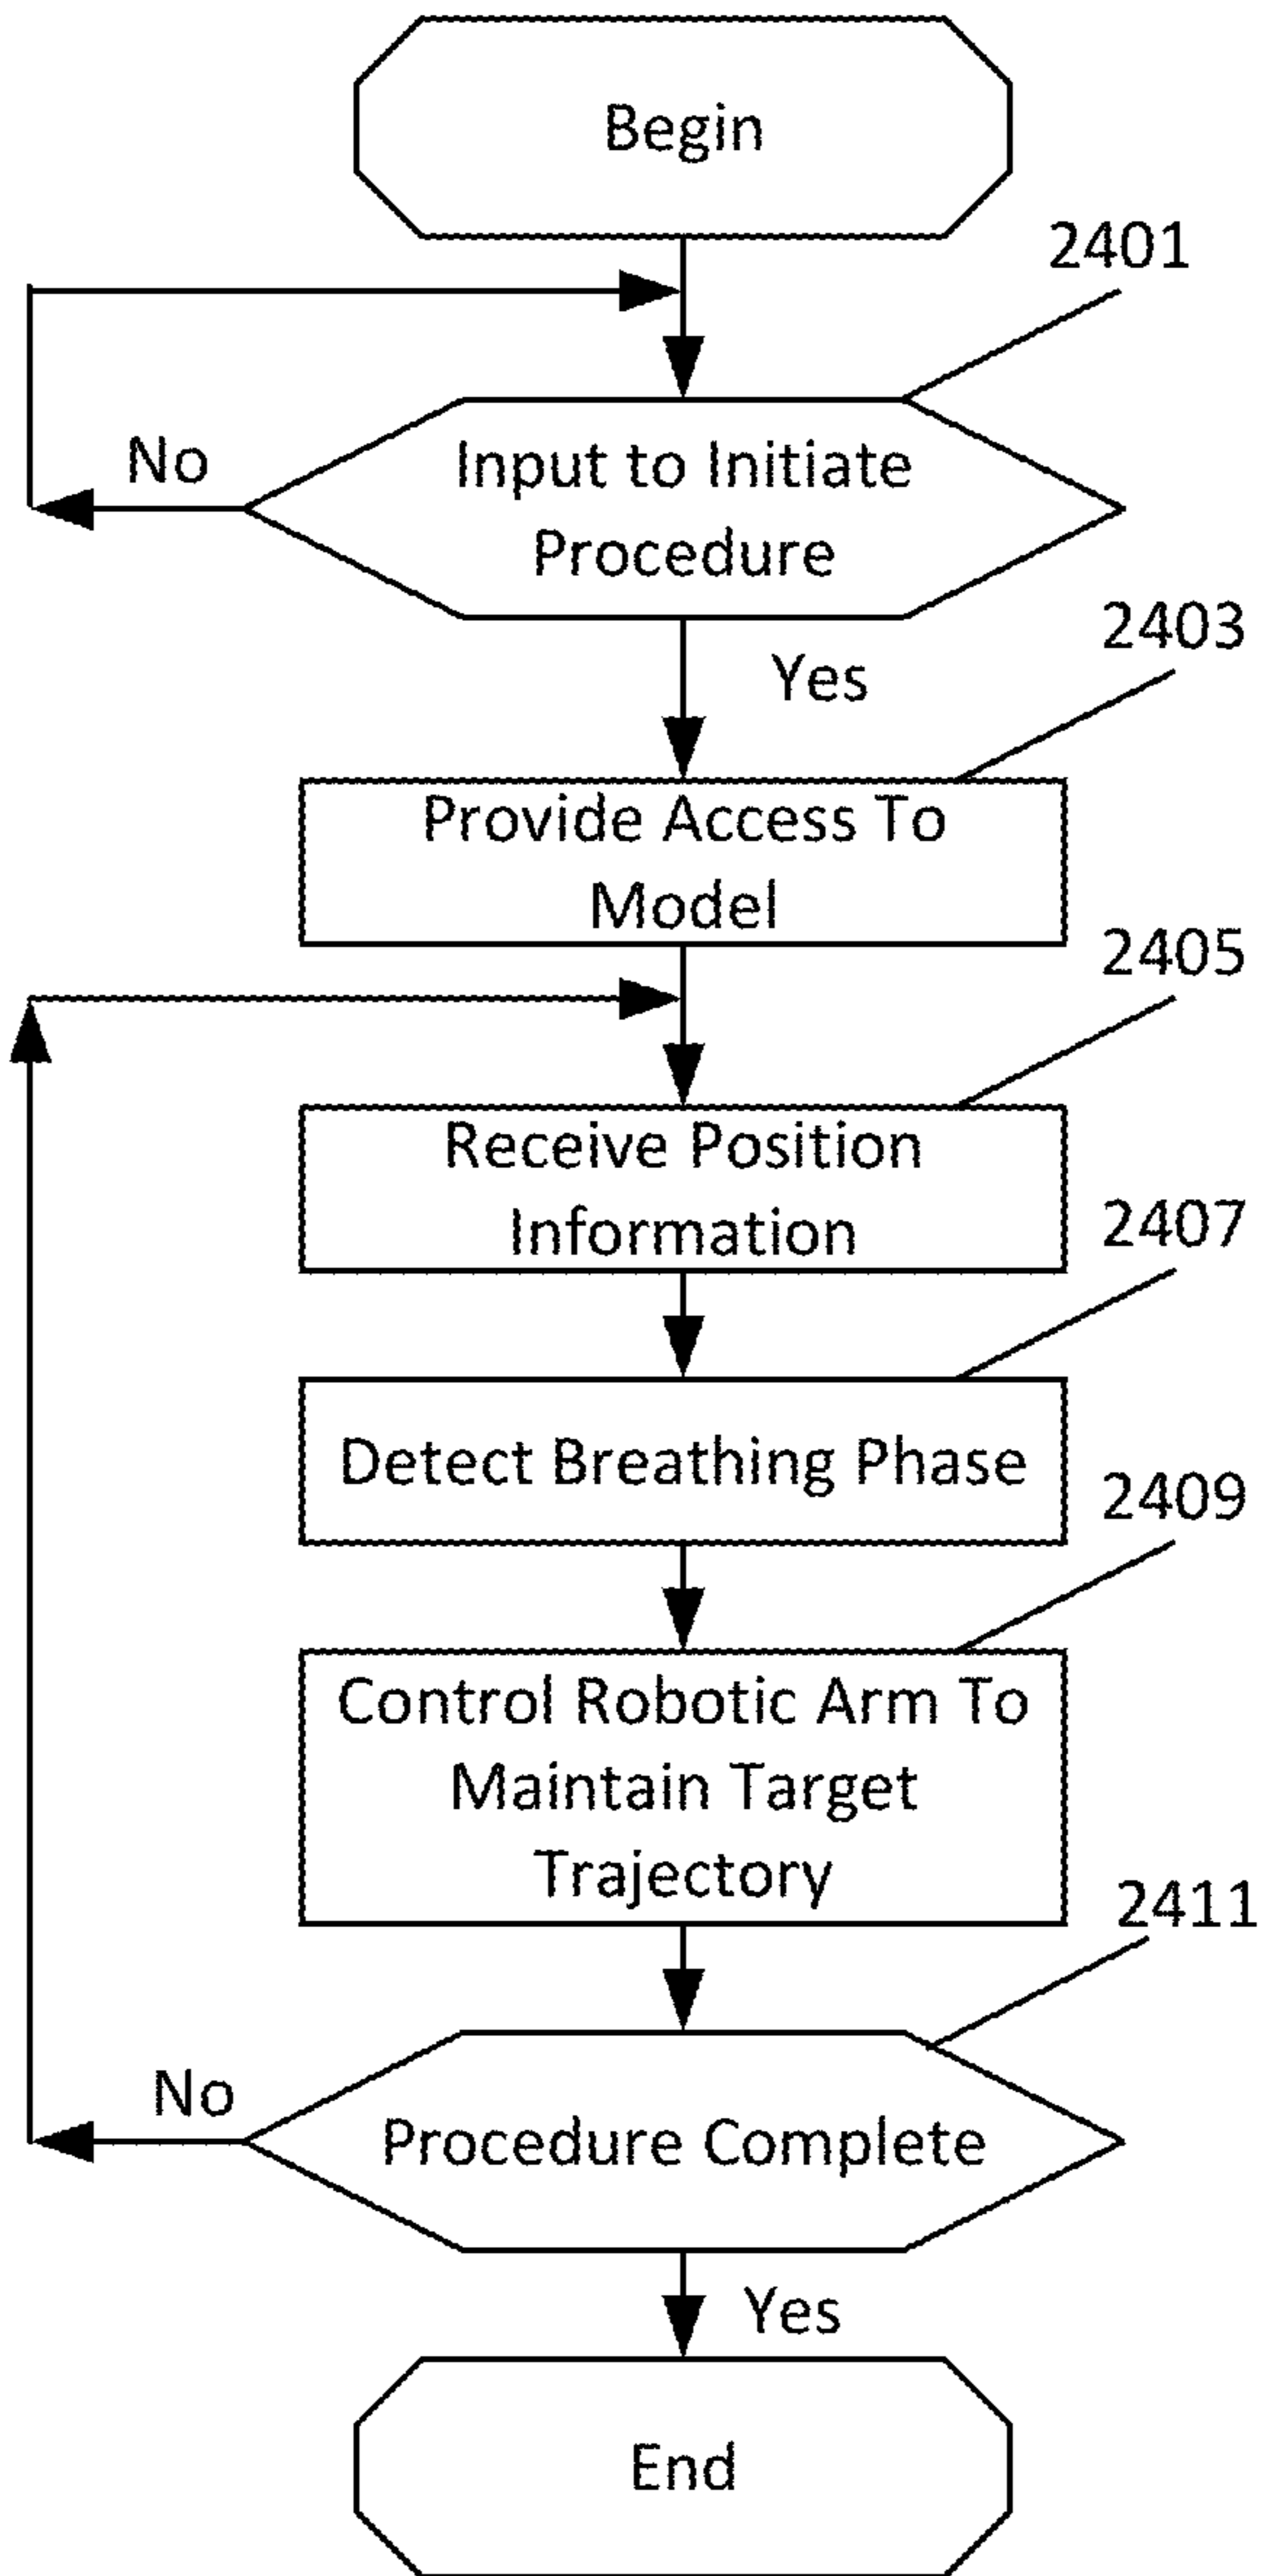 Begin
2401
No
Input to Initiate
Procedure
Yes
2403
Provide Access To
Model
2405
Receive Position
Information
2407
Detect Breathing Phase
2409
Control Robotic Arm To
Maintain Target
Trajectory
2411
No
Procedure Complete
Yes
End